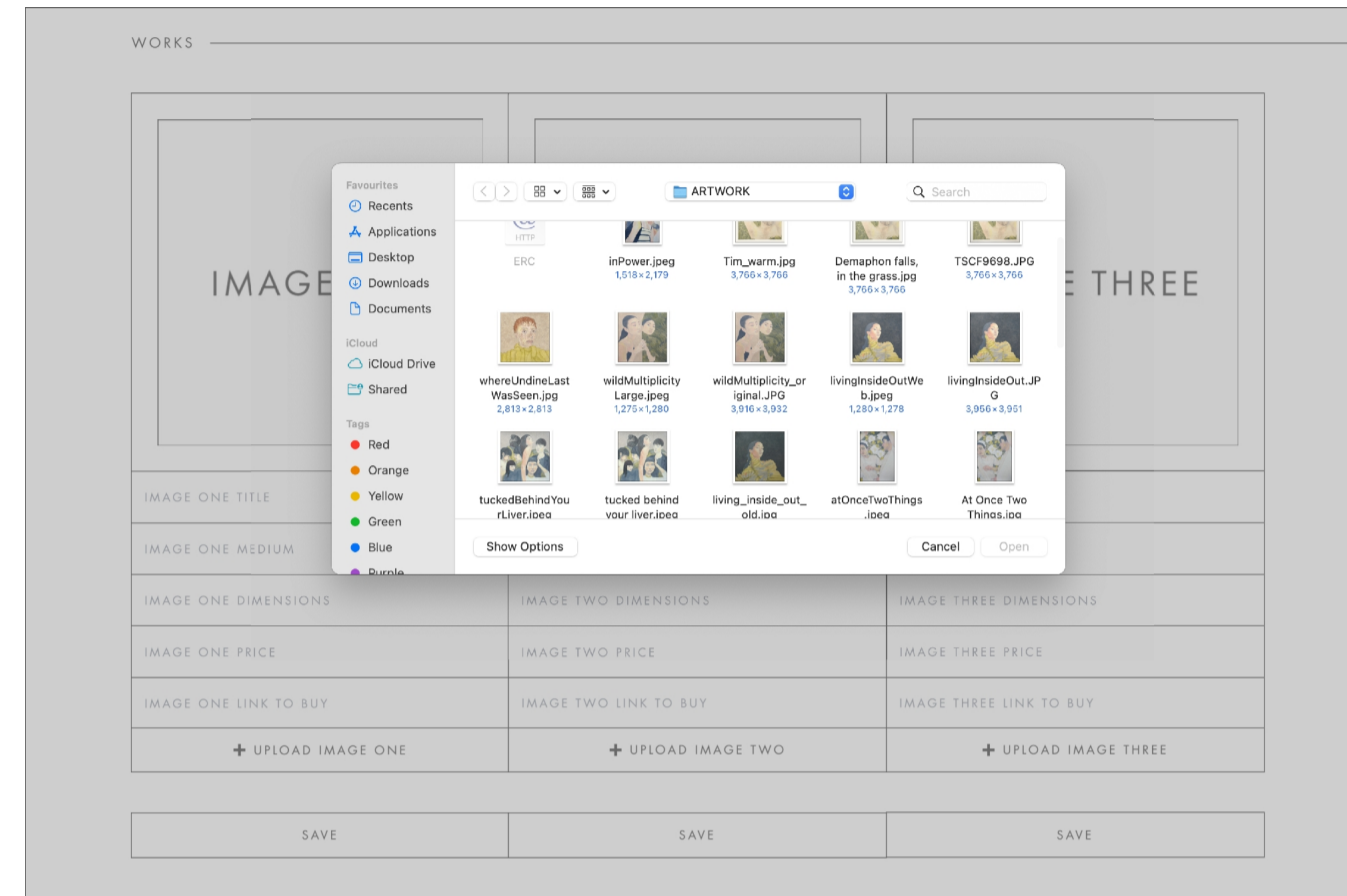 WORKS
IMAGE
E THREE
Favourites
Recents
Applications
Desktop
Downloads
Documents
iCloud
iCloud Drive
Shared
Tags
Red
Orange
Yellow
Green
Blue
Purple
ARTWORK
Search
HTTP
ERC
inPower.jpeg
1,518×2,179
Tim_warm.jpg
3,766×3,766
Demaphon falls,
in the grass.jpg
3,766×3,766
TSCF9698.JPG
3,766×3,766
whereUndineLast
WasSeen.jpg
2,813×2,813
wildMultiplicity
Large.jpeg
1,275×1,280
wildMultiplicity_or
iginal.JPG
3,916×3,932
livingInsideOutWe
b.jpeg
1,280×1,278
livingInsideOut.JP
G
3,956×3,951
tuckedBehindYou
rLiver.jpeg
tucked behind
your liver.jpeg
living_inside_out_
old.jpg
atOnceTwoThings
.jpeg
At Once Two
Things.jpg
Show Options
Cancel
Open
IMAGE ONE TITLE
IMAGE ONE MEDIUM
IMAGE ONE DIMENSIONS
IMAGE TWO DIMENSIONS
IMAGE THREE DIMENSIONS
IMAGE ONE PRICE
IMAGE TWO PRICE
IMAGE THREE PRICE
IMAGE ONE LINK TO BUY
IMAGE TWO LINK TO BUY
IMAGE THREE LINK TO BUY
+ UPLOAD IMAGE ONE
+ UPLOAD IMAGE TWO
+ UPLOAD IMAGE THREE
SAVE
SAVE
SAVE